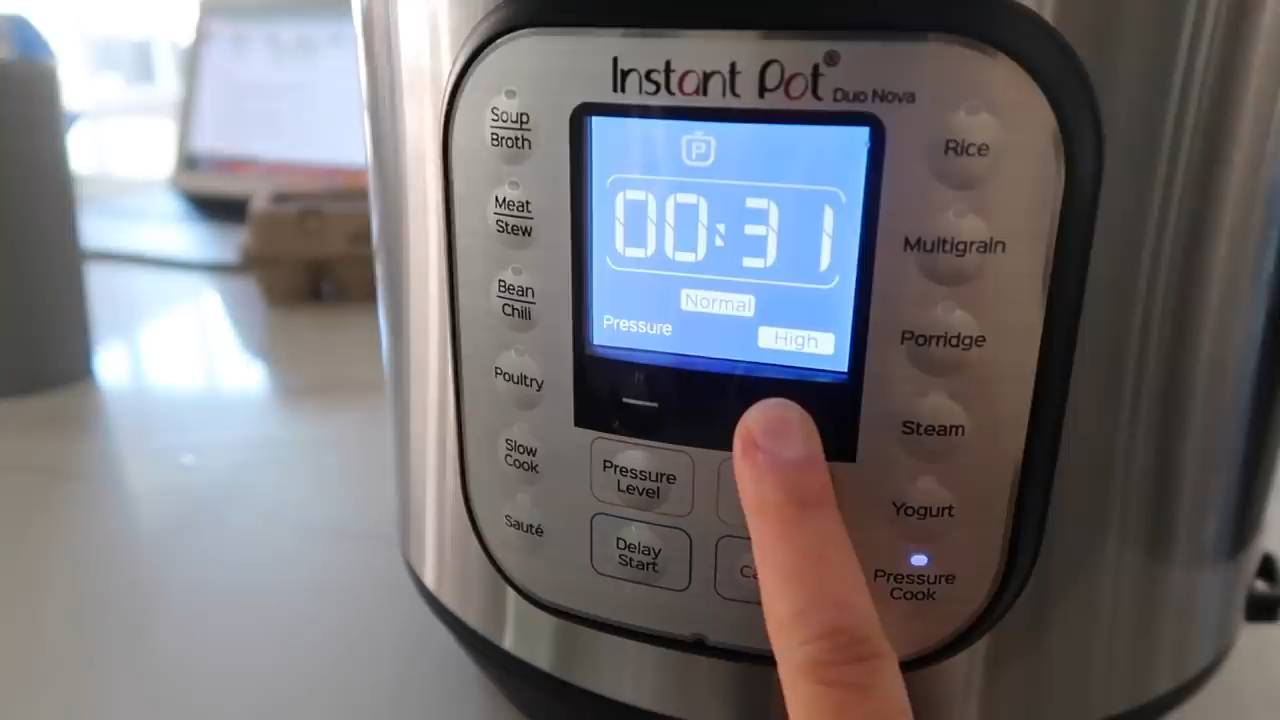 Instant Pot® Duo Nova
Soup
Broth
Meat
Stew
Bean
Chili
Poultry
Slow
Cook
Sauté
P
00:31
Normal
Pressure
High
Pressure
Level
Delay
Start
Rice
Multigrain
Porridge
Steam
Yogurt
Pressure
Cook